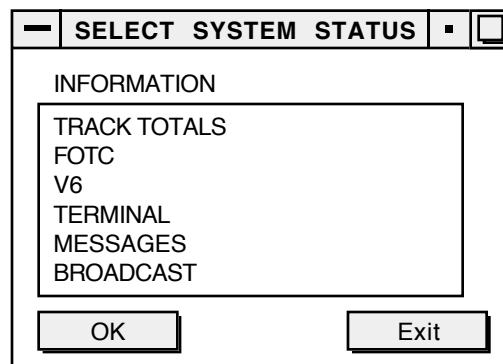 SELECT SYSTEM STATUS
INFORMATION
TRACK TOTALS
FOTC
V6
TERMINAL
MESSAGES
BROADCAST
OK Exit